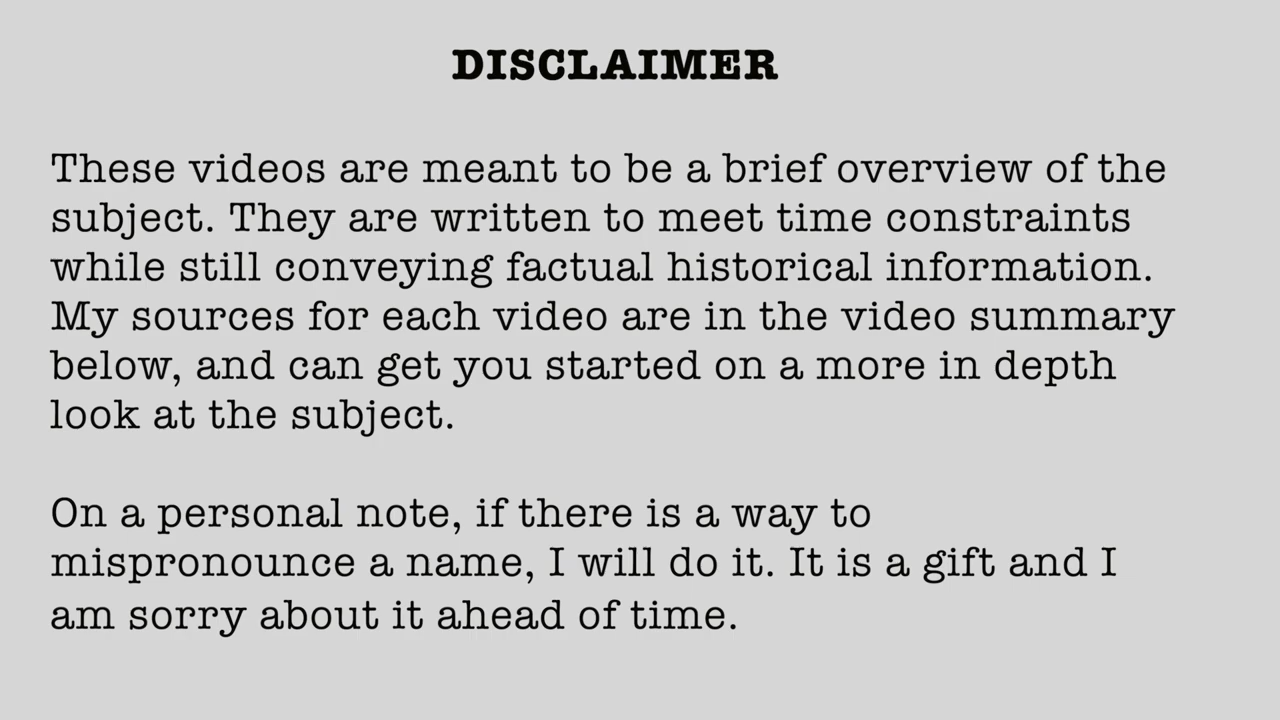 DISCLAIMER
These videos are meant to be a brief overview of the
subject. They are written to meet time constraints
while still conveying factual historical information.
My sources for each video are in the video summary
below, and can get you started on a more in depth
look at the subject.
On a personal note, if there is a way to
mispronounce a name, I will do it. It is a gift and I
am sorry about it ahead of time.